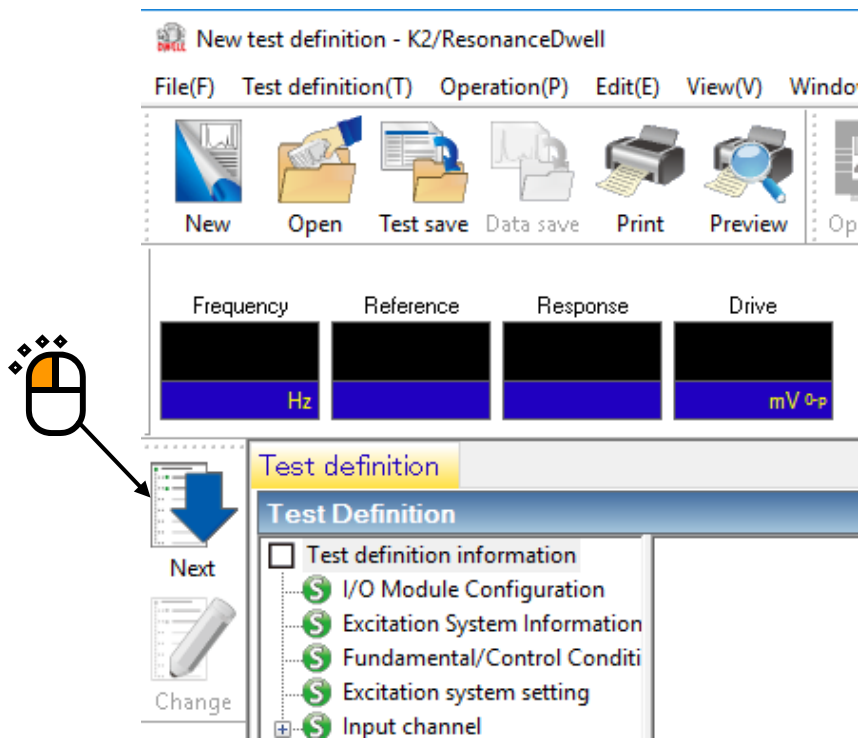 New test definition - K2/ResonanceDwell
File(F) Test definition(T) Operation(P) Edit(E) View(V) Windo
New Open Test save Data save Print Preview Op
Frequency Reference Response Drive
Hz mV 0-P
Test definition
Test Definition
Next
Test definition information
I/O Module Configuration
Excitation System Information
Fundamental/Control Conditi
Excitation system setting
Input channel
Change